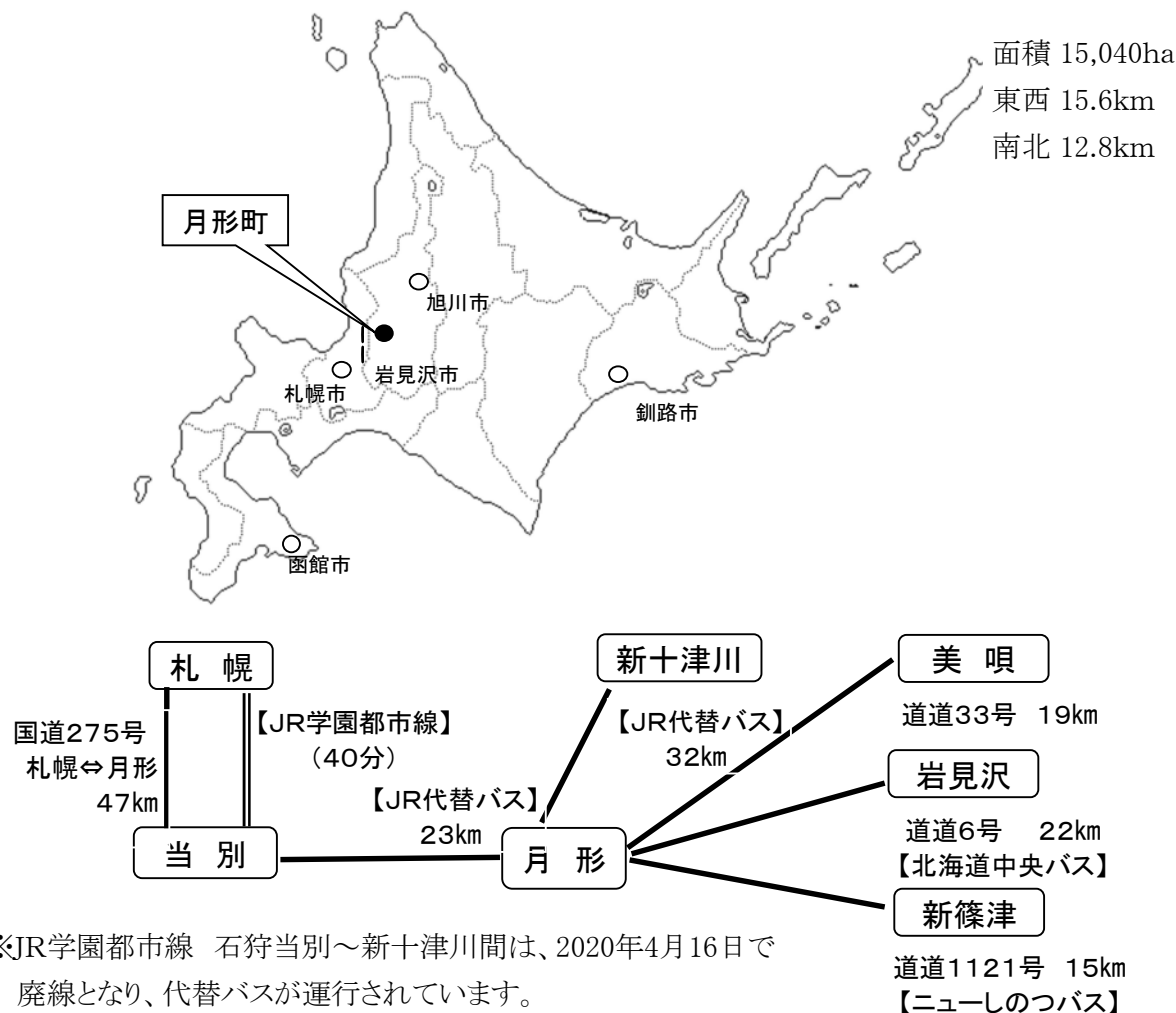 面積 15,040ha
東西 15.6km
南北 12.8km
月形町
旭川市
岩見沢市
札幌市
釧路市
函館市
札 幌
新十津川
美 唄
国道275号
札幌⇔月形
47㎞
【JR学園都市線】
(40分)
【JR代替バス】
32㎞
道道33号 19㎞
【JR代替バス】
23㎞
岩見沢
道道6号 22㎞
【北海道中央バス】
当 別
月 形
新篠津
道道1121号 15㎞
【ニューしのつバス】
※JR学園都市線 石狩当別～新十津川間は、2020年4月16日で
廃線となり、代替バスが運行されています。